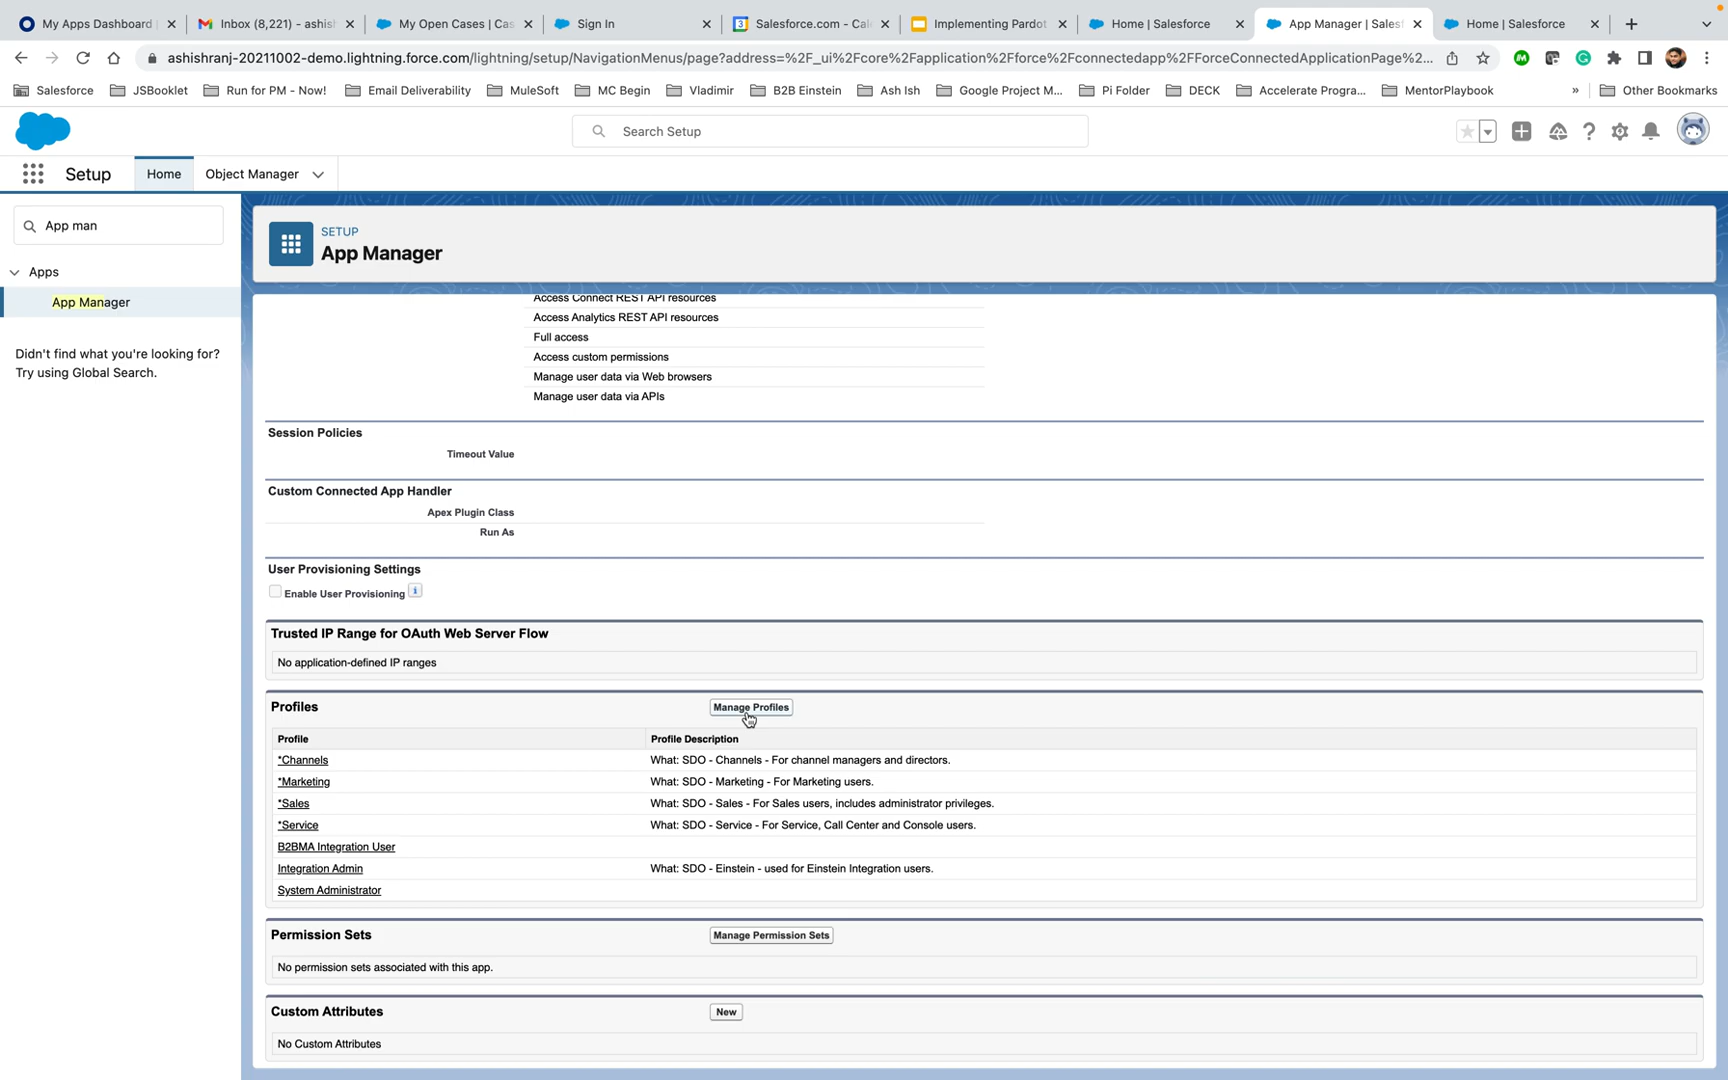 My Apps Dashboard
Inbox (8,221) - ashis
My Open Cases | Cas
Sign In
Salesforce.com - Cal
Implementing Pardot
Home | Salesforce
App Manager | Salesf
Home | Salesforce
ashishranj-20211002-demo.lightning.force.com/lightning/setup/NavigationMenus/page?address=%2F_ui%2Fcore%2Fapplication%2Fforce%2Fconnectedapp%2FForceConnectedApplicationPage%2...
Salesforce
JSBooklet
Run for PM - Now!
Email Deliverability
MuleSoft
MC Begin
Vladimir
B2B Einstein
Ash Ish
Google Project M...
Pi Folder
DECK
Accelerate Progra...
MentorPlaybook
»
Other Bookmarks
Search Setup
Setup
Home
Object Manager
App man
Apps
App Manager
Didn't find what you're looking for?
Try using Global Search.
SETUP
App Manager
Access Connect REST API resources
Access Analytics REST API resources
Full access
Access custom permissions
Manage user data via Web browsers
Manage user data via APIs
Session Policies
Timeout Value
Custom Connected App Handler
Apex Plugin Class
Run As
User Provisioning Settings
Enable User Provisioning i
Trusted IP Range for OAuth Web Server Flow
No application-defined IP ranges
Profiles Manage Profiles
Profile Profile Description
*Channels What: SDO - Channels - For channel managers and directors.
*Marketing What: SDO - Marketing - For Marketing users.
*Sales What: SDO - Sales - For Sales users, includes administrator privileges.
*Service What: SDO - Service - For Service, Call Center and Console users.
B2BMA Integration User
Integration Admin What: SDO - Einstein - used for Einstein Integration users.
System Administrator
Permission Sets Manage Permission Sets
No permission sets associated with this app.
Custom Attributes New
No Custom Attributes